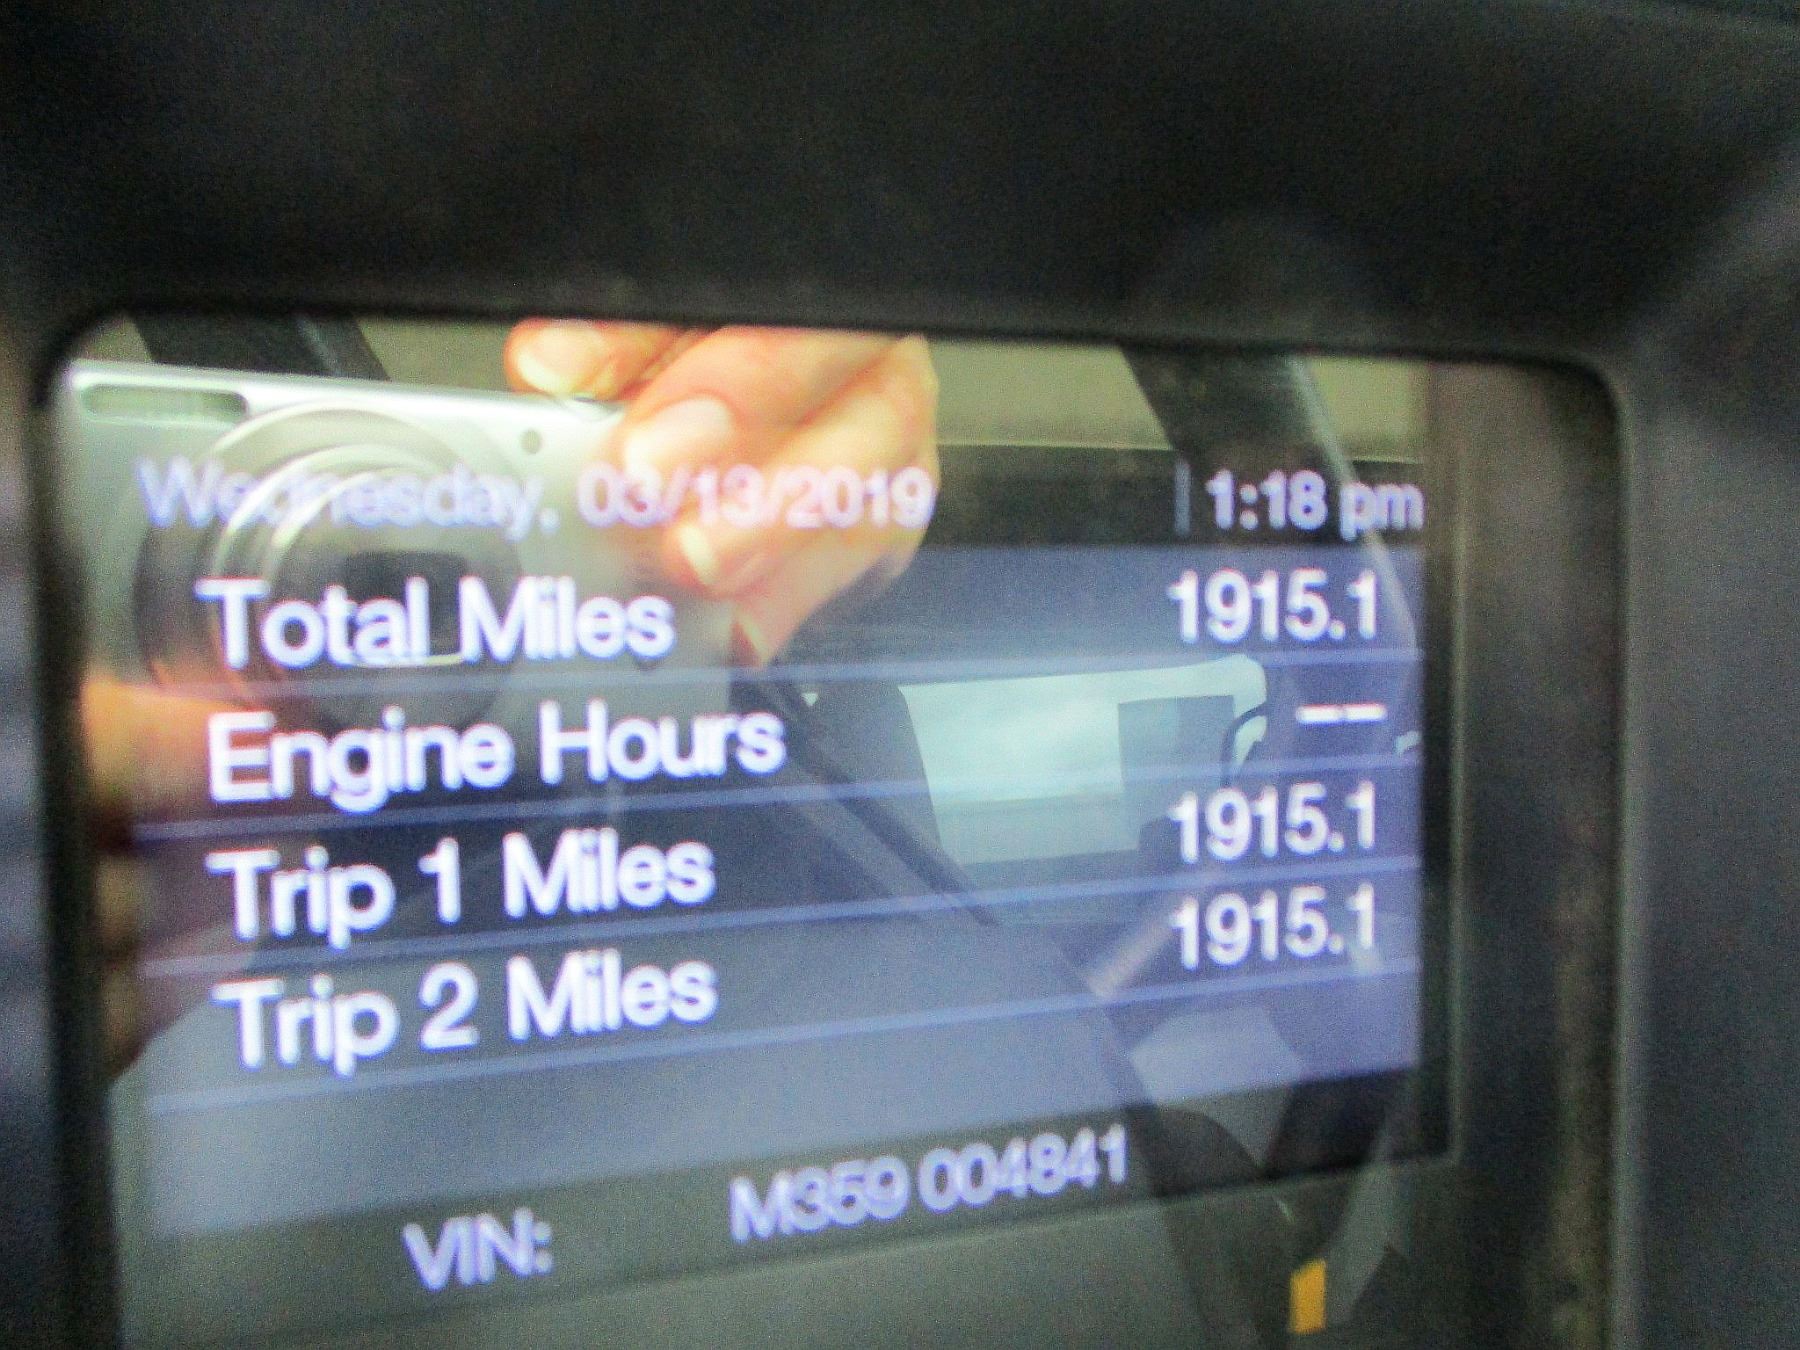 Wednesday, 03/13/2019 | 1:18 pm
Total Miles 1915.1
Engine Hours --
Trip 1 Miles 1915.1
Trip 2 Miles 1915.1
VIN: M359 004841